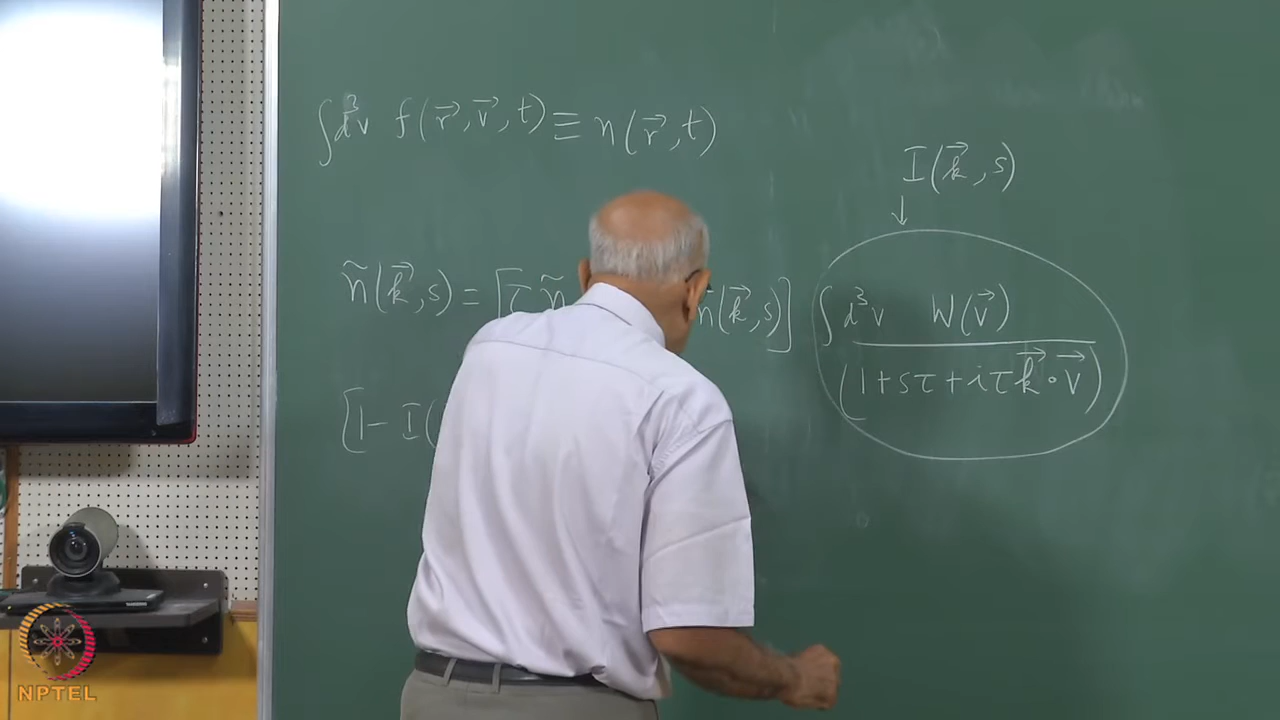 ∫d³v f(r⃗, v⃗, t) ≡ n(r⃗, t)
I(k⃗, s)
↓
ñ(k⃗, s) = [τ ñ n(k⃗, s)] ∫d³v W(v⃗) / (1 + sτ + iτ k⃗ • v⃗)
[1 - I(
NPTEL